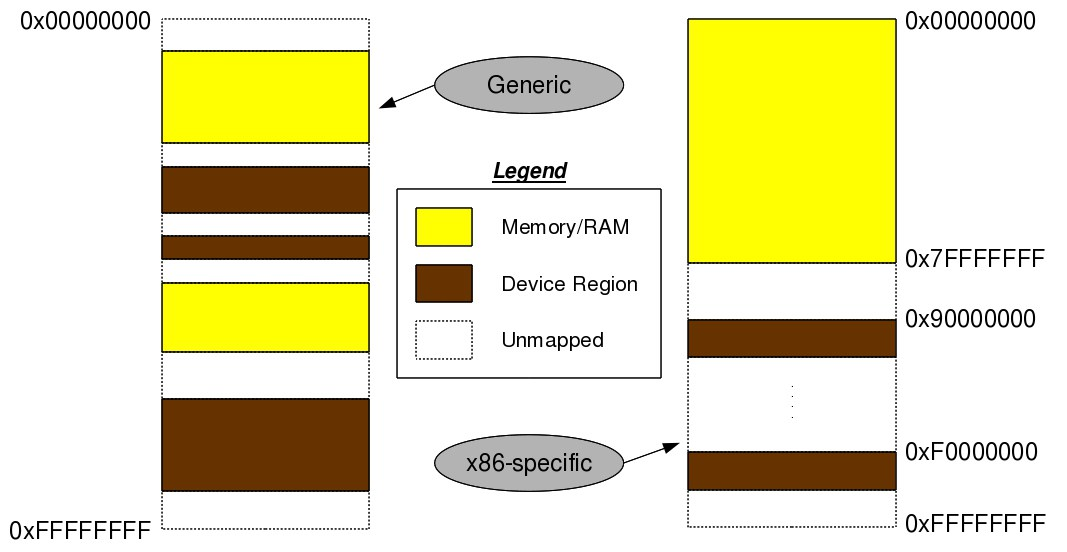 0x00000000
0x00000000
Generic
Legend
Memory/RAM
0x7FFFFFFF
Device Region
0x90000000
Unmapped
0xF0000000
x86-specific
0xFFFFFFFF
0xFFFFFFFF